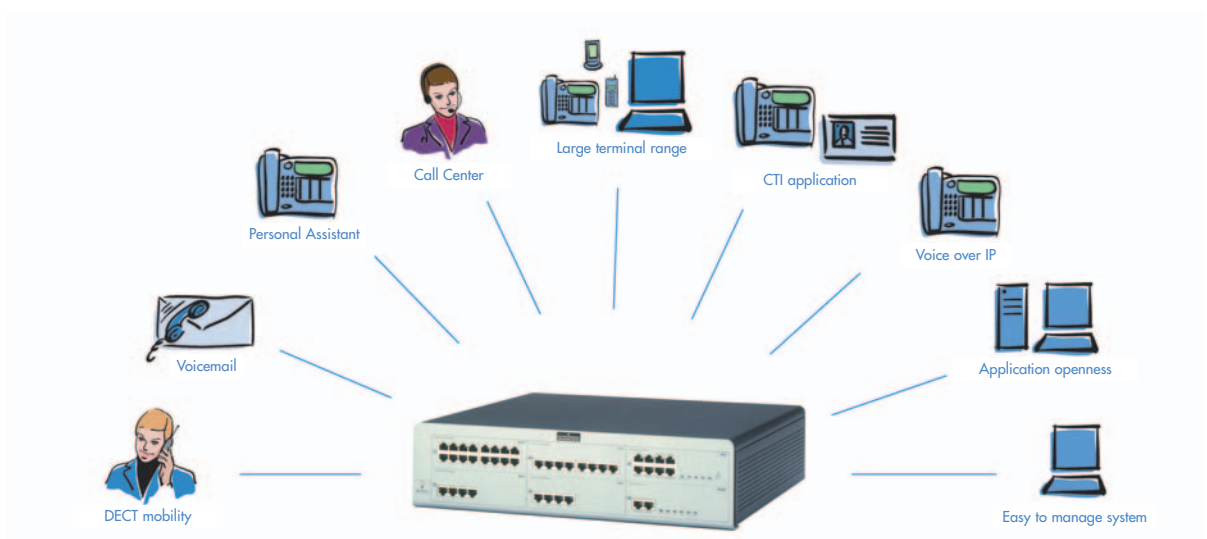 Large terminal range
Call Center
CTI application
Personal Assistant
Voice over IP
Voicemail
Application openness
DECT mobility
Easy to manage system